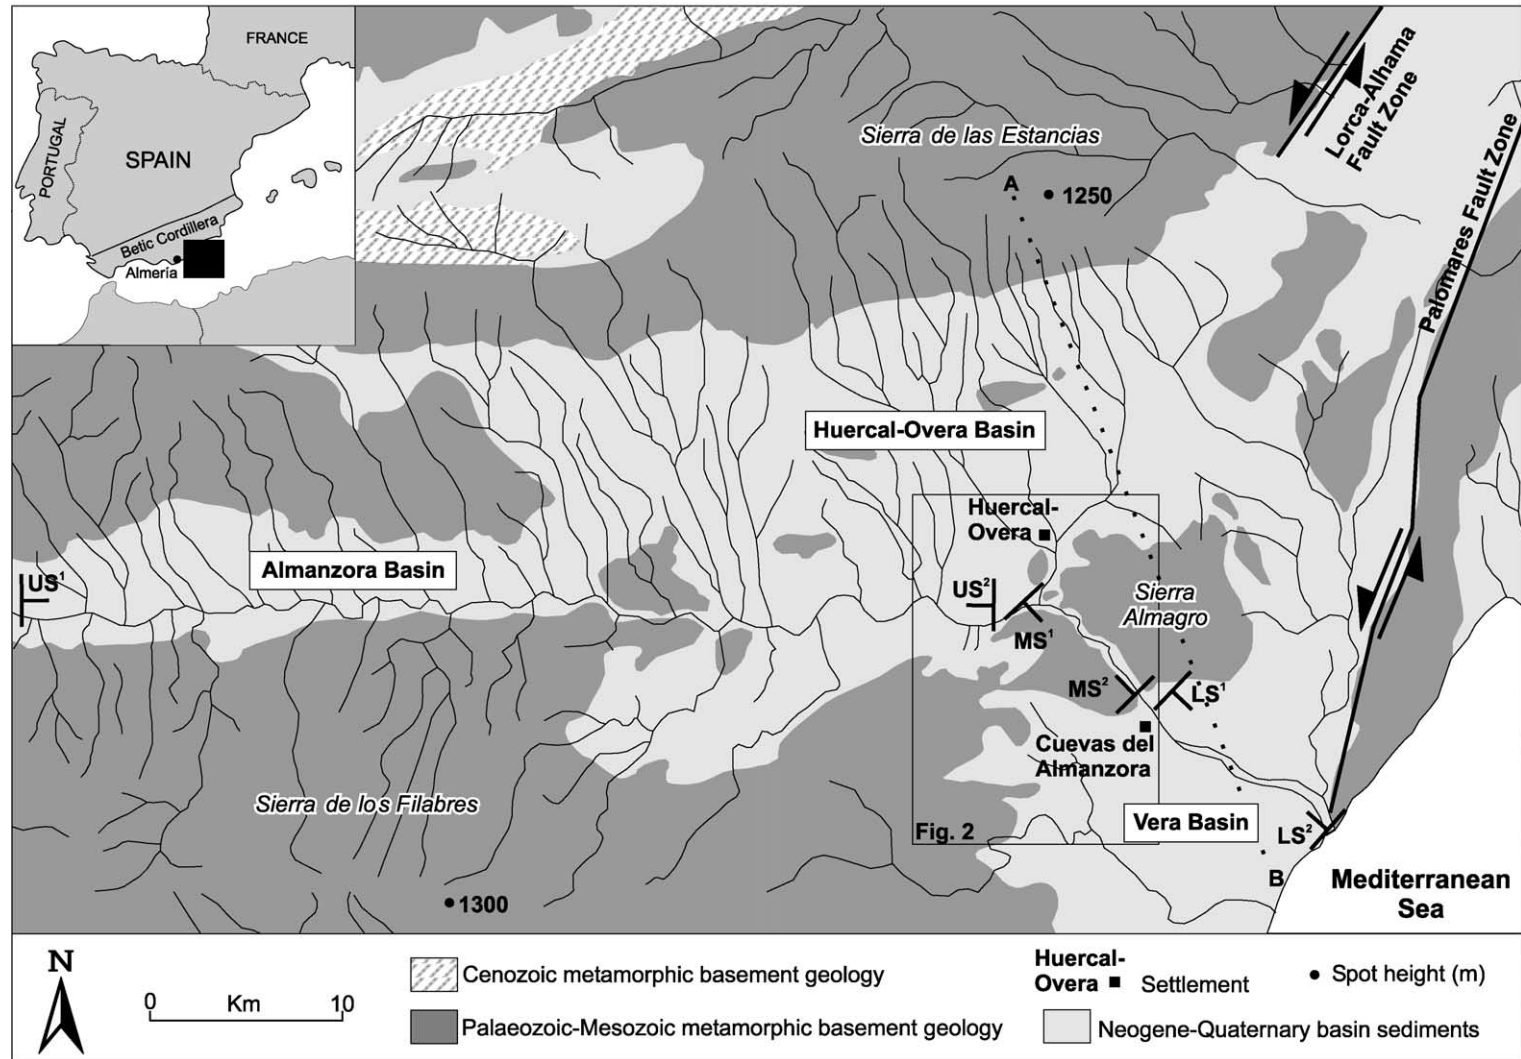 FRANCE
PORTUGAL
SPAIN
Betic Cordillera
Almería
Sierra de las Estancias
A
1250
Lorca-Alhama
Fault Zone
Palomares Fault Zone
Huercal-Overa Basin
Huercal-
Overa
Almanzora Basin
US¹
US²
MS¹
Sierra
Almagro
MS²
LS¹
Cuevas del
Almanzora
Sierra de los Filabres
Vera Basin
LS²
Fig. 2
B
1300
Mediterranean
Sea
N
0 Km 10
Cenozoic metamorphic basement geology
Palaeozoic-Mesozoic metamorphic basement geology
Huercal-
Overa Settlement
Spot height (m)
Neogene-Quaternary basin sediments